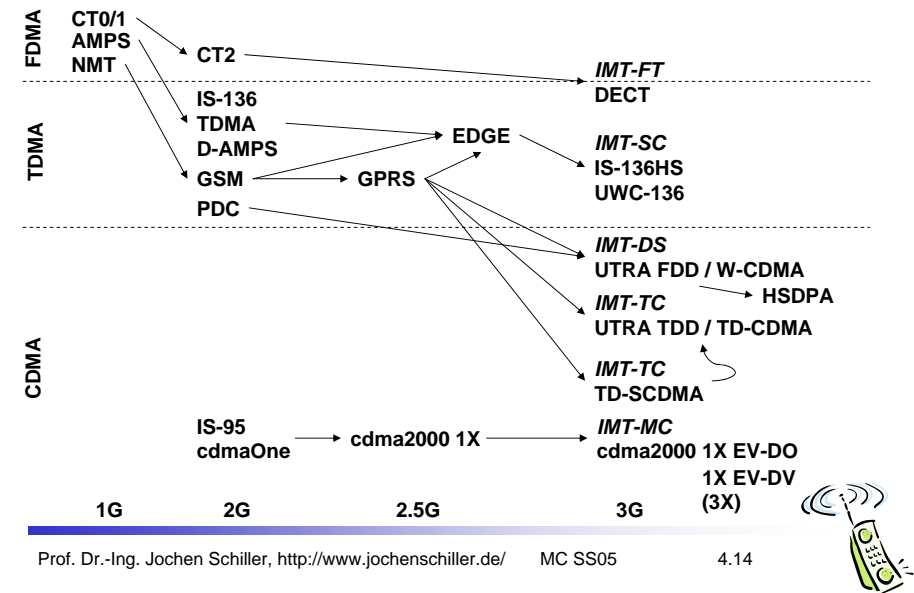 FDMA
CT0/1
AMPS
NMT
CT2
IMT-FT
DECT
TDMA
IS-136
TDMA
D-AMPS
GSM
PDC
GPRS
EDGE
IMT-SC
IS-136HS
UWC-136
CDMA
IMT-DS
UTRA FDD / W-CDMA
HSDPA
IMT-TC
UTRA TDD / TD-CDMA
IMT-TC
TD-SCDMA
IS-95
cdmaOne
cdma2000 1X
IMT-MC
cdma2000 1X EV-DO
1X EV-DV
(3X)
1G 2G 2.5G 3G
Prof. Dr.-Ing. Jochen Schiller, http://www.jochenschiller.de/ MC SS05 4.14